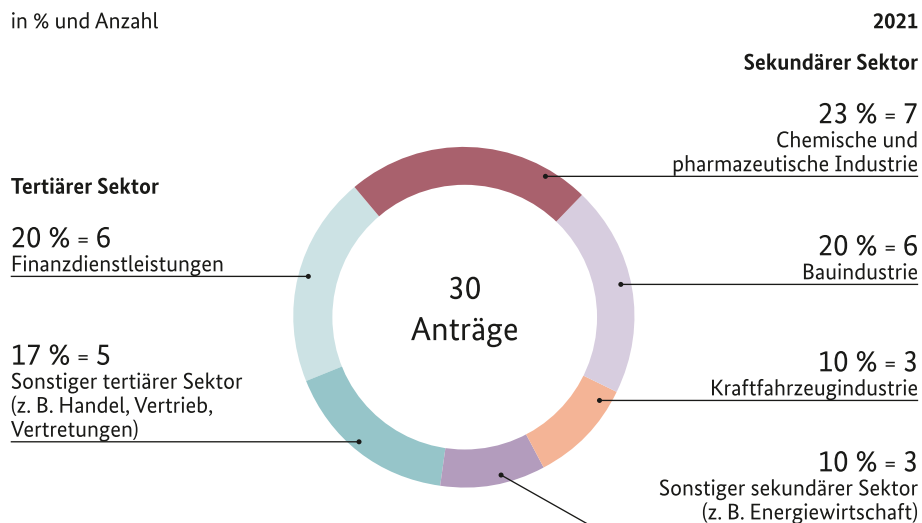 in % und Anzahl
2021
Sekundärer Sektor
23 % = 7
Chemische und
pharmazeutische Industrie
Tertiärer Sektor
20 % = 6
Finanzdienstleistungen
20 % = 6
Bauindustrie
30
Anträge
17 % = 5
Sonstiger tertiärer Sektor
(z. B. Handel, Vertrieb,
Vertretungen)
10 % = 3
Kraftfahrzeugindustrie
10 % = 3
Sonstiger sekundärer Sektor
(z. B. Energiewirtschaft)